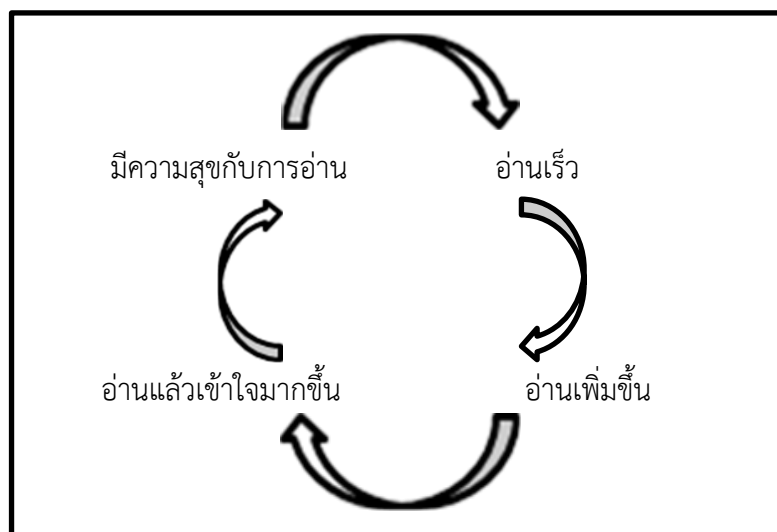 มีความสุขกับการอ่าน
อ่านเร็ว
อ่านแล้วเข้าใจมากขึ้น
อ่านเพิ่มขึ้น